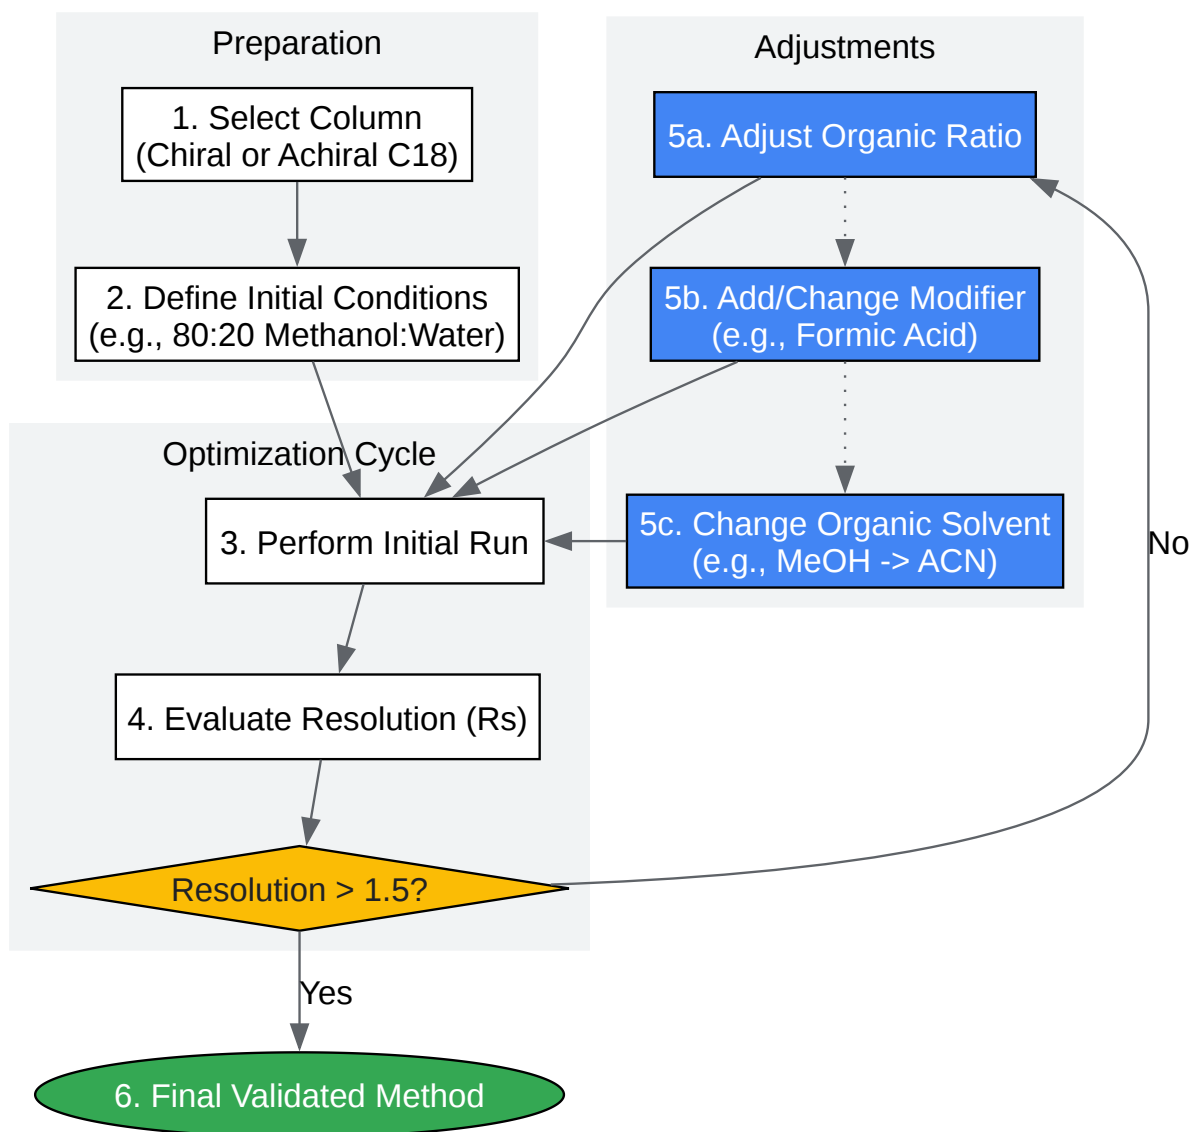 Preparation
1. Select Column
(Chiral or Achiral C18)
2. Define Initial Conditions
(e.g., 80:20 Methanol:Water)
Adjustments
5a. Adjust Organic Ratio
5b. Add/Change Modifier
(e.g., Formic Acid)
5c. Change Organic Solvent
(e.g., MeOH -> ACN)
Optimization Cycle
3. Perform Initial Run
4. Evaluate Resolution (Rs)
Resolution > 1.5?
No
Yes
6. Final Validated Method